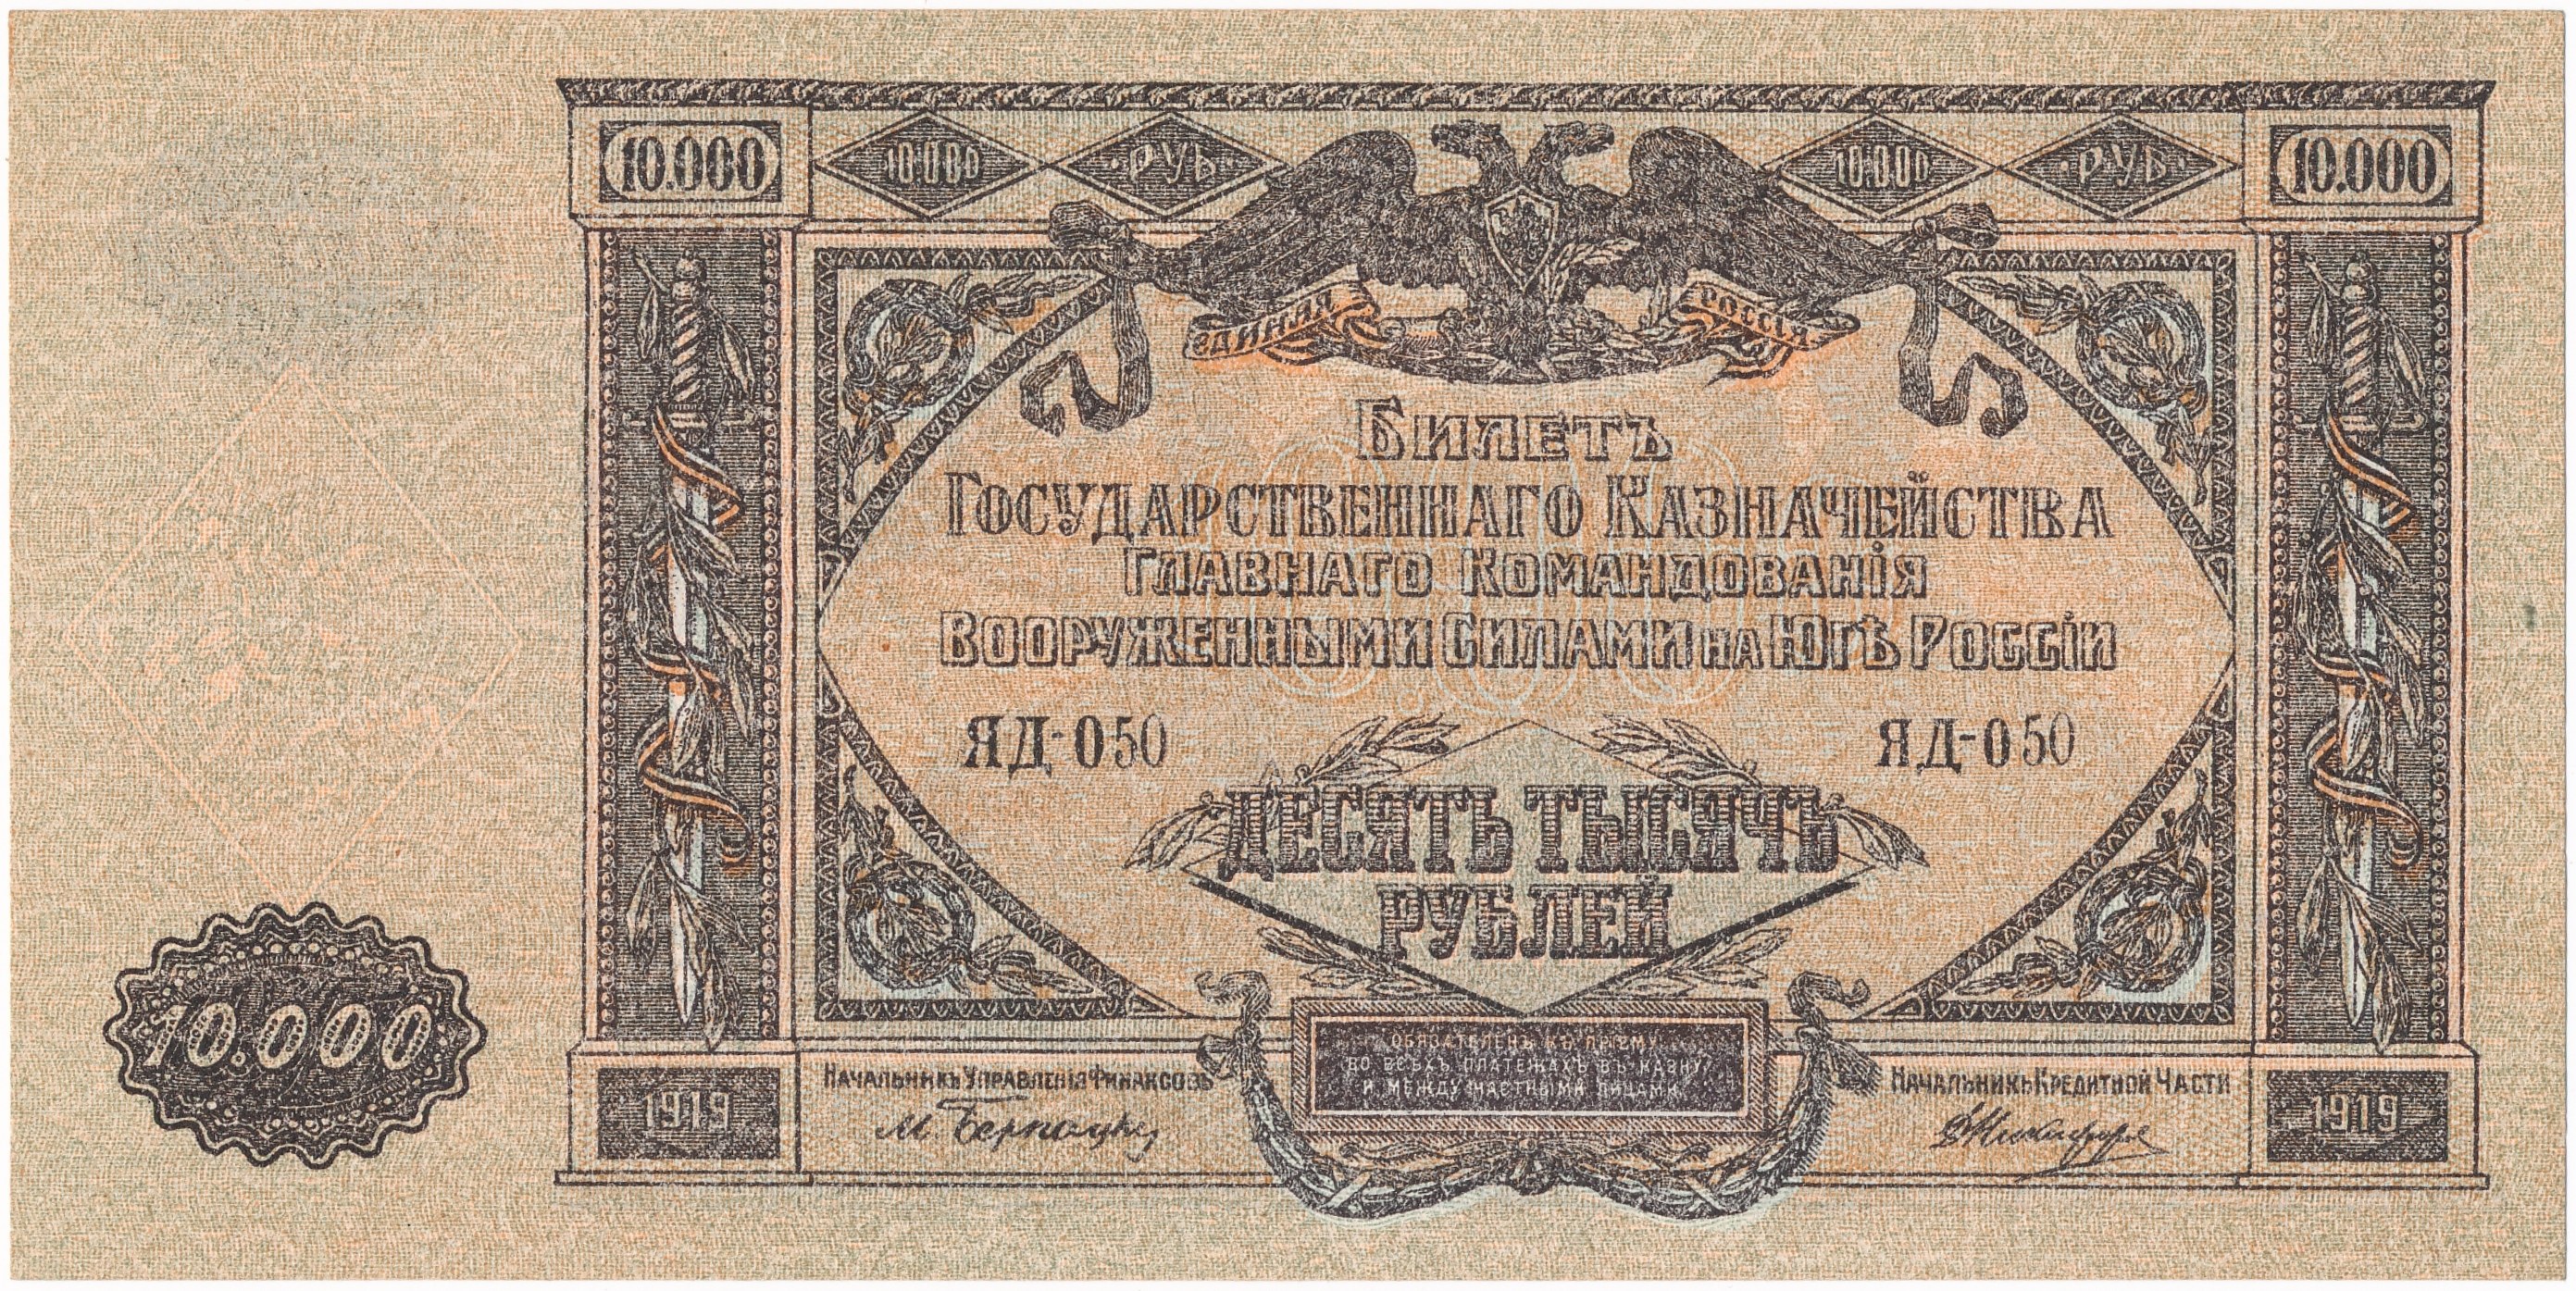 10.000
10.000
РУБ
10.000
РУБ
10.000
ЕДИНАЯ
РОССІЯ
БИЛЕТЪ
ГОСУДАРСТВЕННАГО КАЗНАЧЕЙСТВА
ГЛАВНАГО КОМАНДОВАНІЯ
ВООРУЖЕННЫМИ СИЛАМИ НА ЮГѢ РОССІИ
ЯД-050
ЯД-050
ДЕСЯТЬ ТЫСЯЧЪ
РУБЛЕЙ
10.000
ОБЯЗАТЕЛЕНЪ КЪ ПРІЕМУ
ВО ВСѢХЪ ПЛАТЕЖАХЪ ВЪ КАЗНУ
И МЕЖДУ ЧАСТНЫМИ ЛИЦАМИ.
НАЧАЛЬНИКЪ УПРАВЛЕНІЯ ФИНАНСОВЪ
М. Бернацкій
НАЧАЛЬНИКЪ КРЕДИТНОЙ ЧАСТИ
1919
1919